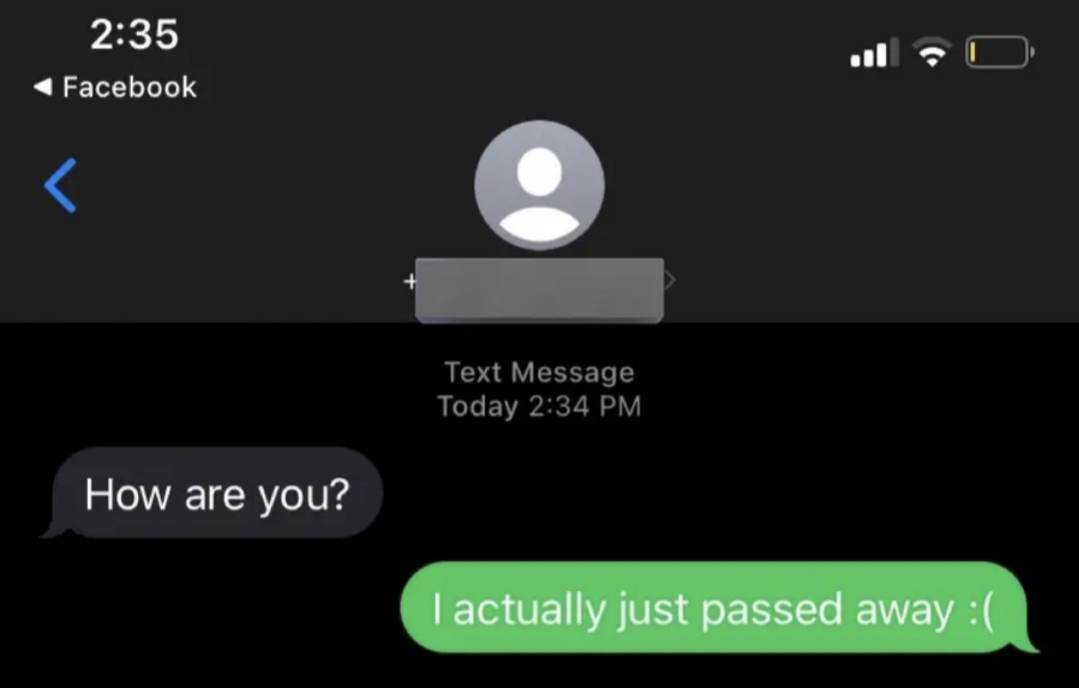 2:35
◀ Facebook
+
Text Message
Today 2:34 PM
How are you?
I actually just passed away :(